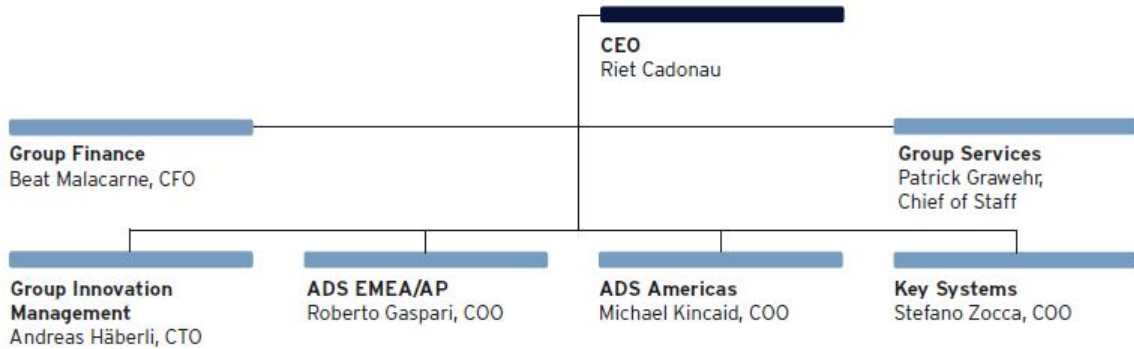 CEO
Riet Cadonau
Group Finance
Beat Malacarne, CFO
Group Services
Patrick Grawehr,
Chief of Staff
Group Innovation
Management
Andreas Häberli, CTO
ADS EMEA/AP
Roberto Gaspari, COO
ADS Americas
Michael Kincaid, COO
Key Systems
Stefano Zocca, COO